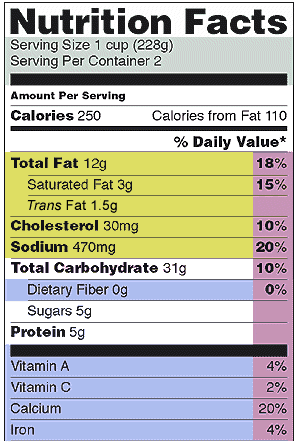 Nutrition Facts
Serving Size 1 cup (228g)
Serving Per Container 2
Amount Per Serving
Calories 250 Calories from Fat 110
% Daily Value*
Total Fat 12g 18%
Saturated Fat 3g 15%
Trans Fat 1.5g
Cholesterol 30mg 10%
Sodium 470mg 20%
Total Carbohydrate 31g 10%
Dietary Fiber 0g 0%
Sugars 5g
Protein 5g
Vitamin A 4%
Vitamin C 2%
Calcium 20%
Iron 4%